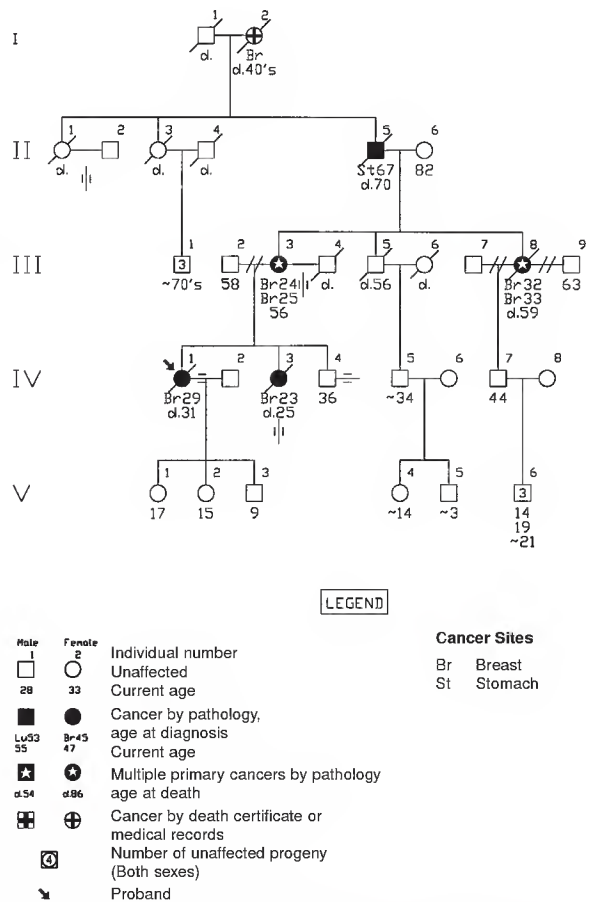 I
1 2
d. Br
d.40's
II
1 2 3 4 5 6
d. d. d. St67 82
d.70
III
1 2 3 4 5 6 7 8 9
3
~70's 58 Br24 d. d.56 d. Br32 63
Br25 Br33
56 d.59
IV
1 2 3 4 5 6 7 8
Br29 Br23 36 ~34 44
d.31 d.25
V
1 2 3 4 5 6
3
17 15 9 ~14 ~3 14
19
~21
LEGEND
Male Female
1 2 Individual number
Unaffected
28 33 Current age
Cancer by pathology,
Lu53 Br45 age at diagnosis
55 47 Current age
Multiple primary cancers by pathology
d.54 d.86 age at death
Cancer by death certificate or
medical records
4 Number of unaffected progeny
(Both sexes)
Proband
Cancer Sites
Br Breast
St Stomach